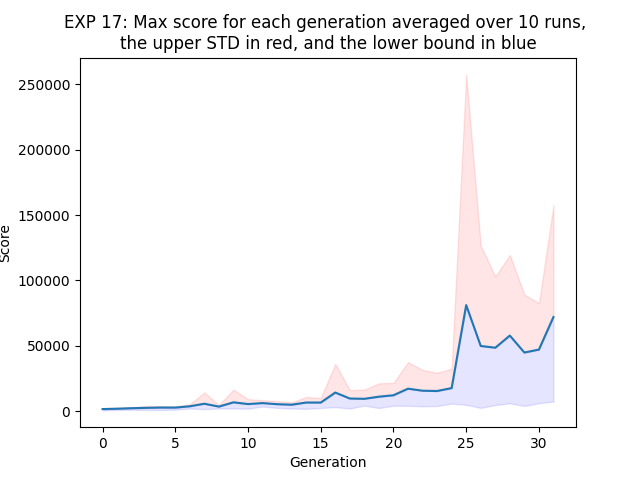 EXP 17: Max score for each generation averaged over 10 runs,
the upper STD in red, and the lower bound in blue
250000
200000
150000
100000
50000
0
Score
0 5 10 15 20 25 30
Generation